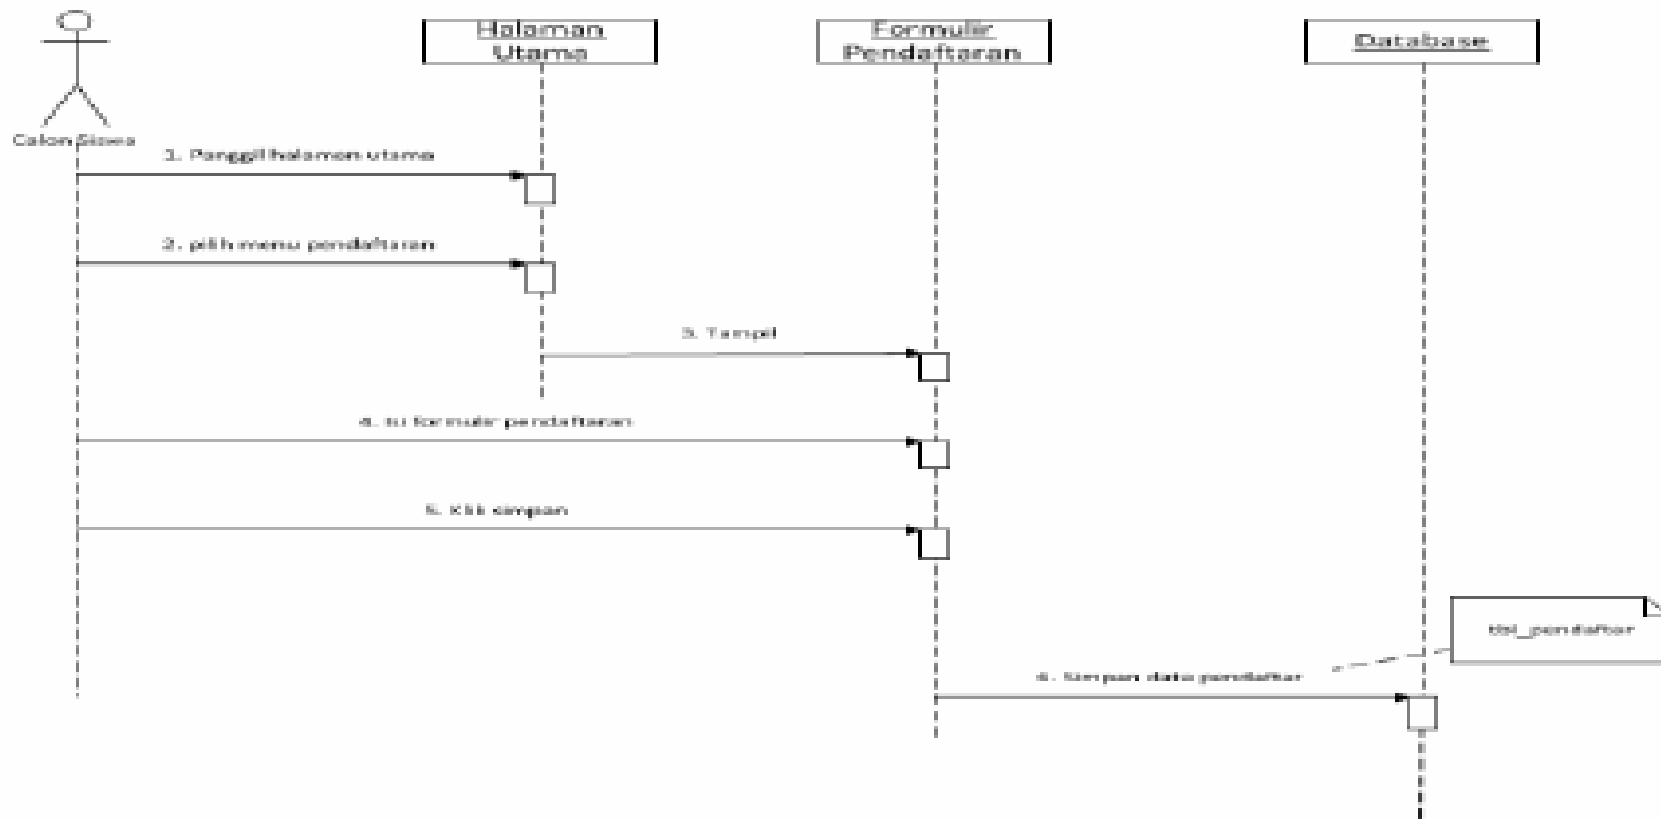 Halaman
Utama
Formulir
Pendaftaran
Database
Calon Siswa
1. Panggil halaman utama
2. pilih menu pendaftaran
3. Tampil
4. Isi formulir pendaftaran
5. Klik simpan
tbl_pendaftar
6. Simpan data pendaftar